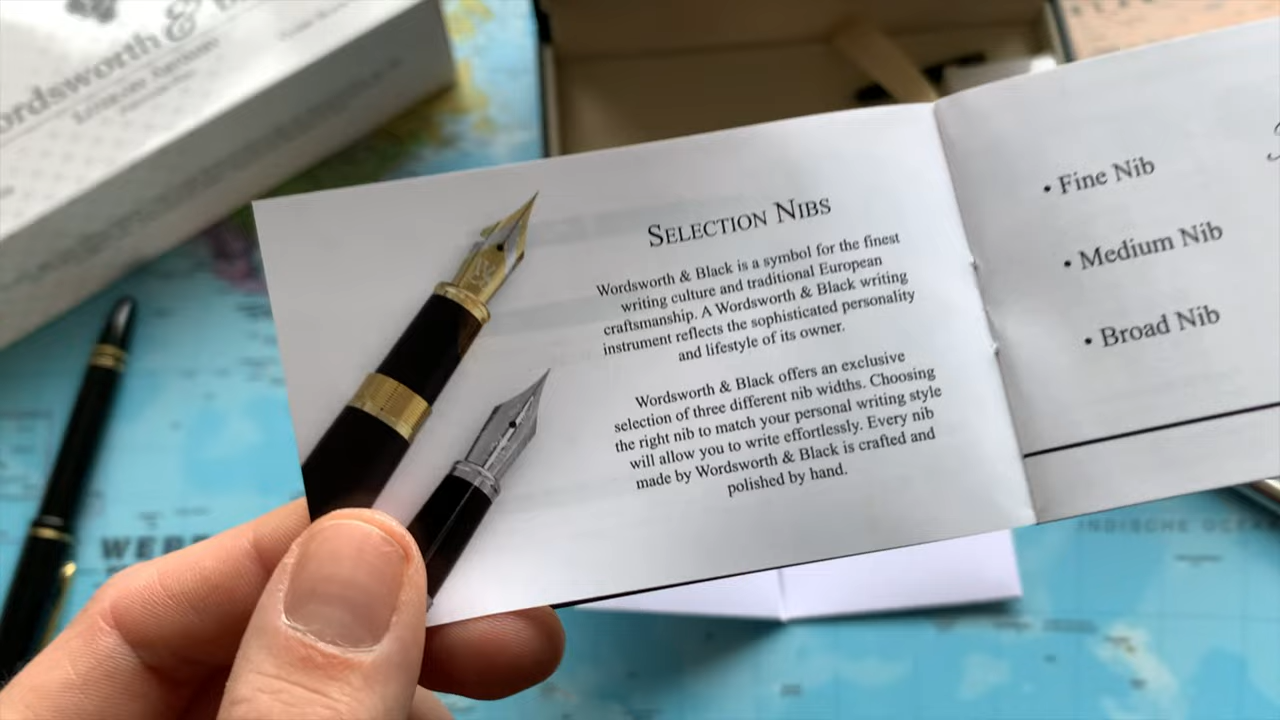 ordsworth &
SELECTION NIBS
Wordsworth & Black is a symbol for the finest
writing culture and traditional European
craftsmanship. A Wordsworth & Black writing
instrument reflects the sophisticated personality
and lifestyle of its owner.
Wordsworth & Black offers an exclusive
selection of three different nib widths. Choosing
the right nib to match your personal writing style
will allow you to write effortlessly. Every nib
made by Wordsworth & Black is crafted and
polished by hand.
• Fine Nib
• Medium Nib
• Broad Nib
INDISCHE OCE